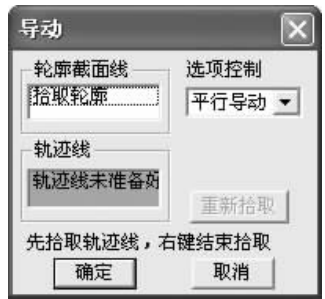 导动
轮廓截面线
选项控制
拾取轮廓
平行导动
轨迹线
轨迹线未准备好
重新拾取
先拾取轨迹线，右键结束拾取
确定
取消